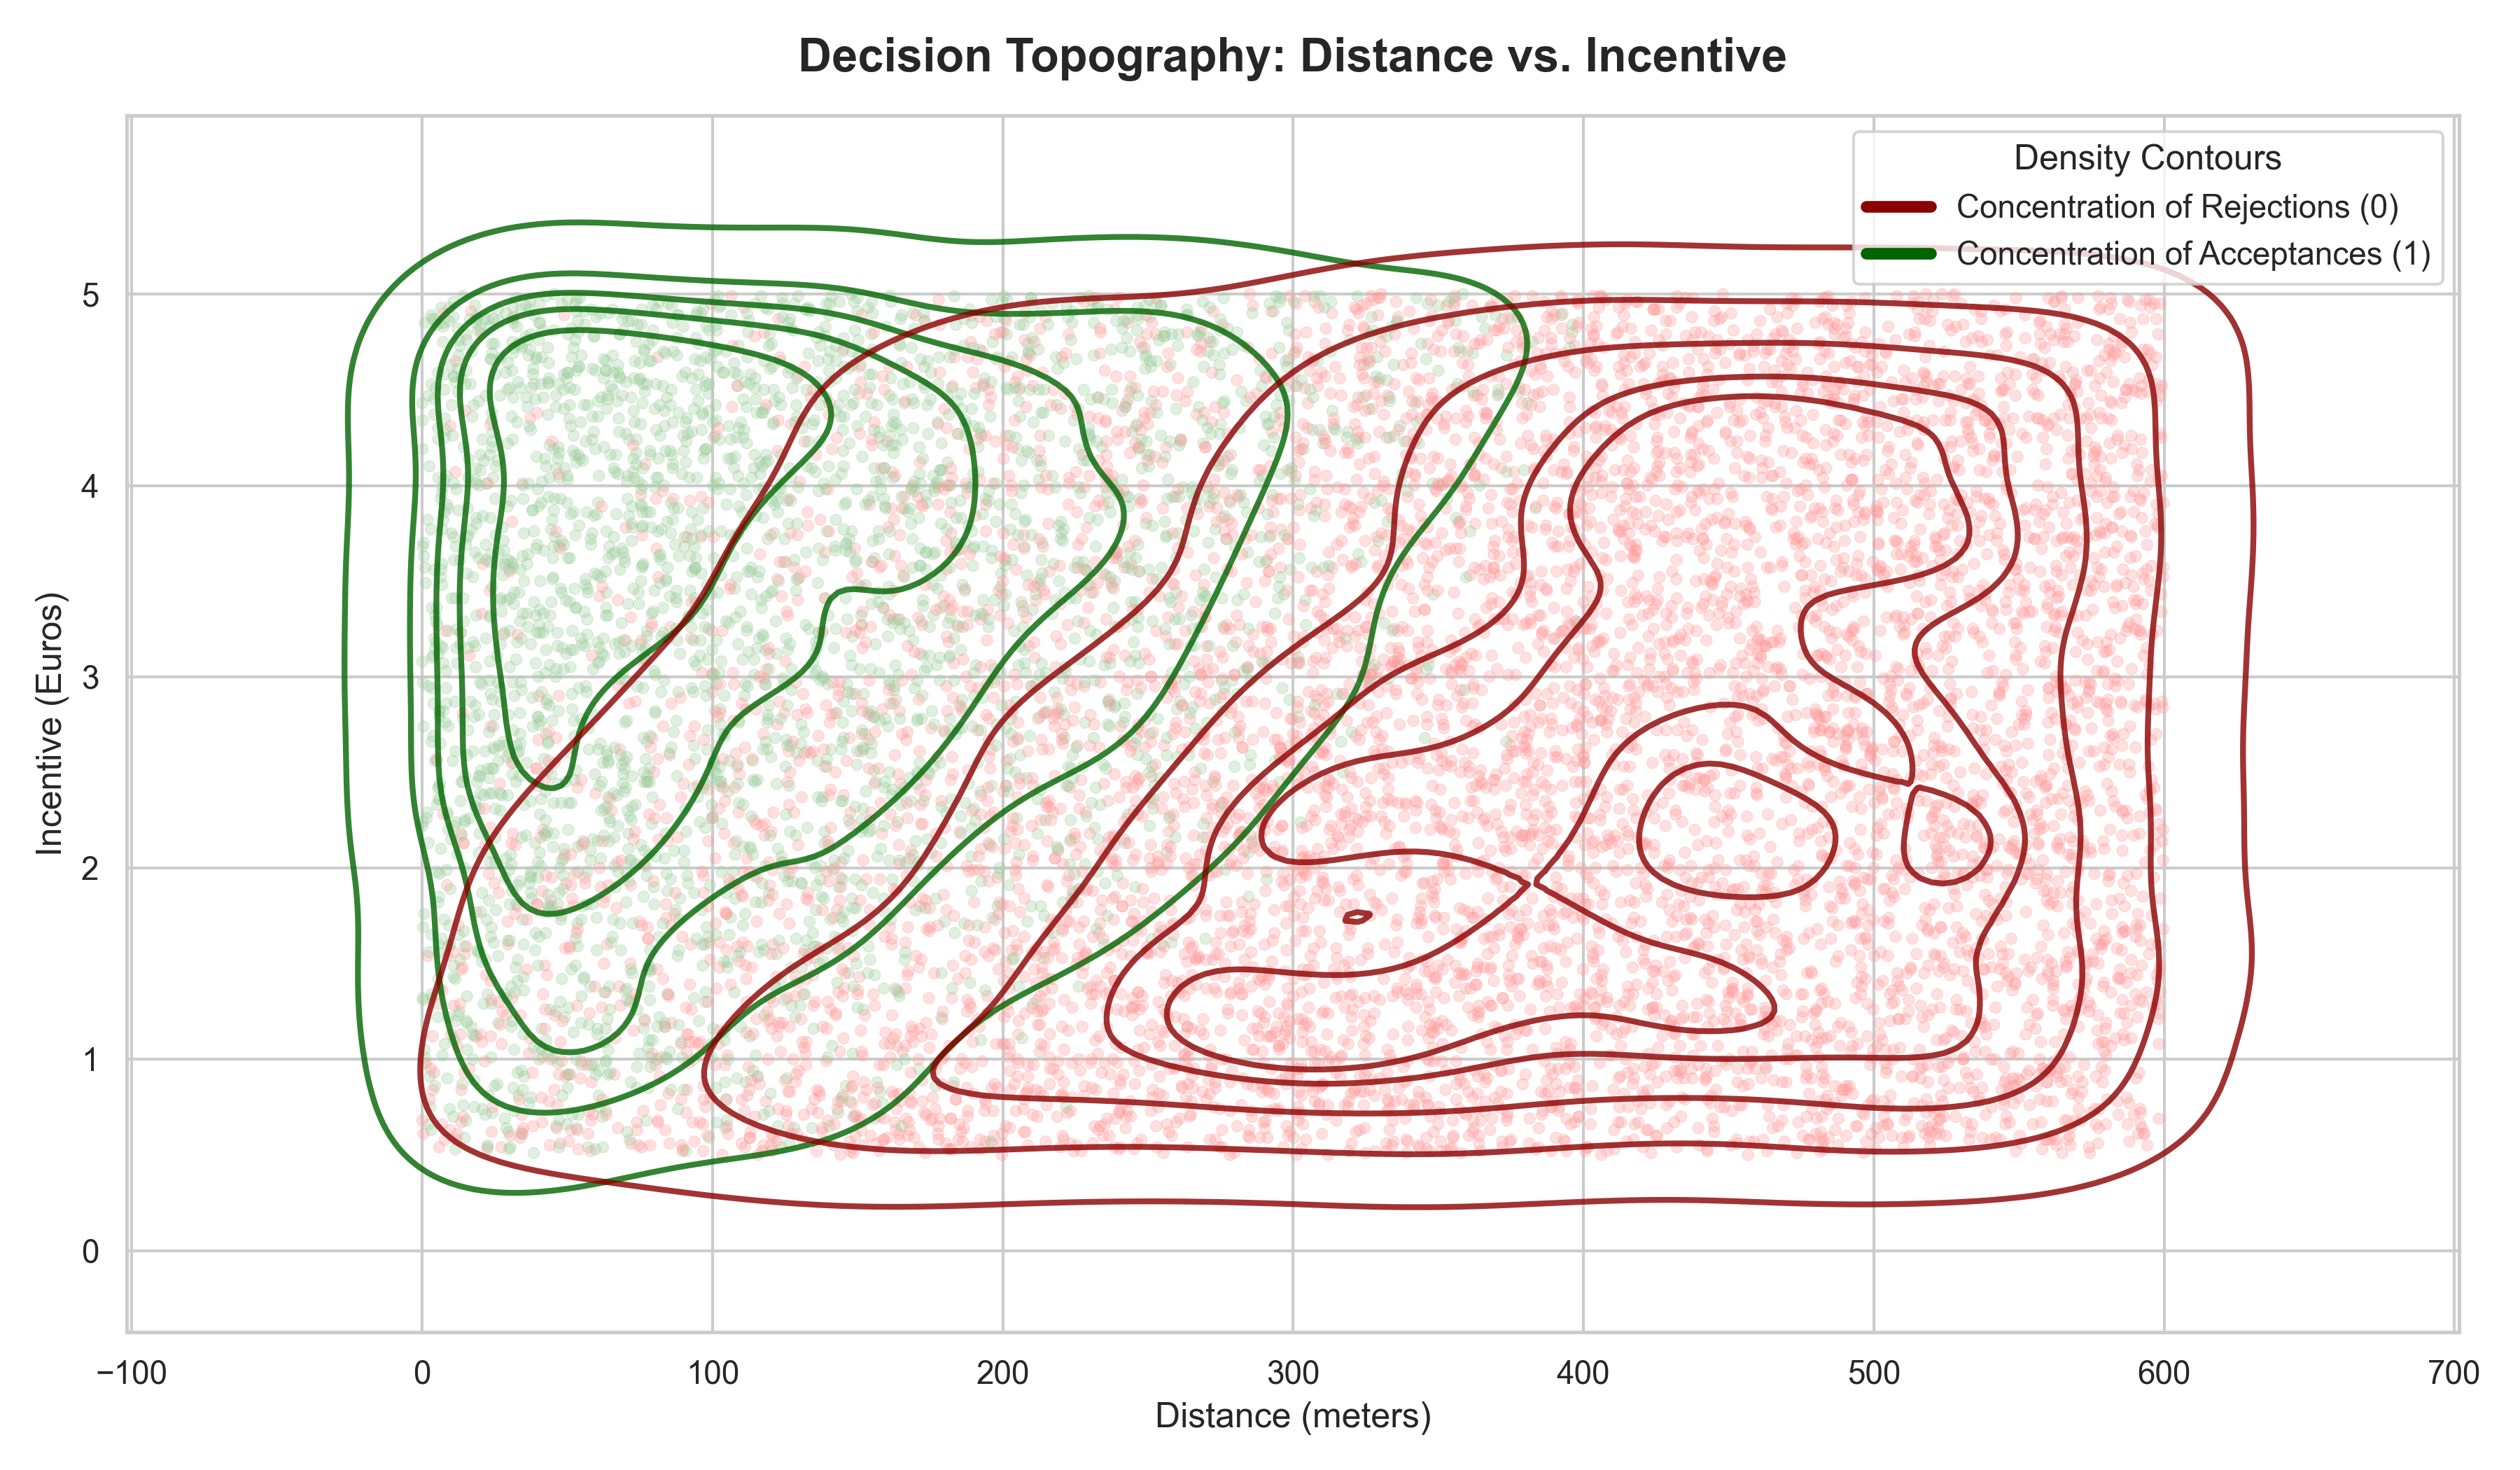 Decision Topography: Distance vs. Incentive
Density Contours
Concentration of Rejections (0)
Concentration of Acceptances (1)
Incentive (Euros)
5
4
3
2
1
0
−100
0
100
200
300
400
500
600
700
Distance (meters)